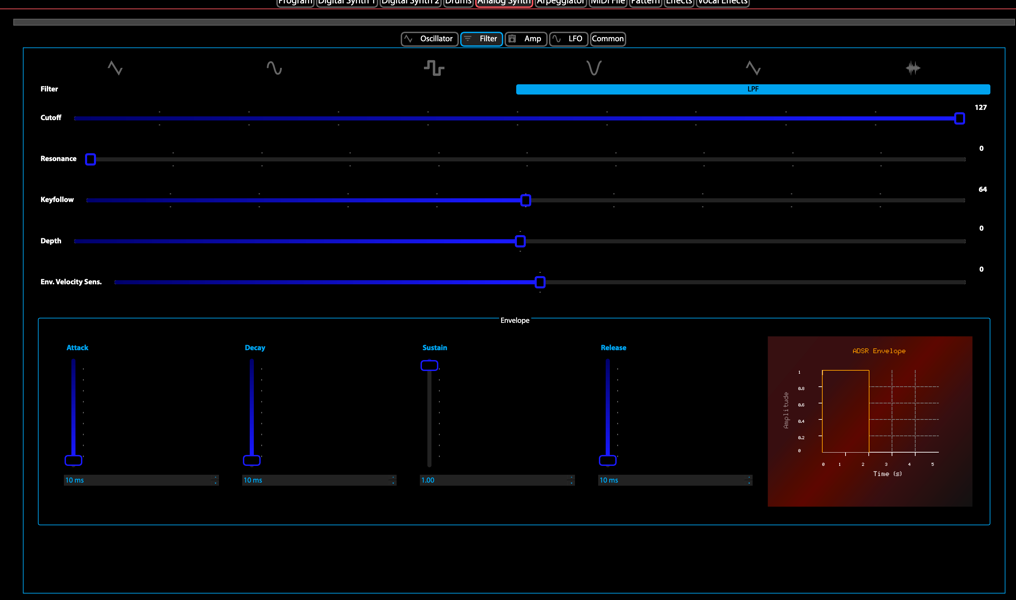 Program Digital Synth 1 Digital Synth 2 Drums Analog Synth Arpeggiator MIDI File Pattern Effects Vocal Effects
Oscillator Filter Amp LFO Common
Filter LPF
Cutoff 127
Resonance 0
Keyfollow 64
Depth 0
Env. Velocity Sens. 0
Envelope
Attack Decay Sustain Release
10 ms 10 ms 1.00 10 ms
ADSR Envelope
Amplitude
1
0.8
0.6
0.4
0.2
0
0 1 2 3 4 5
Time (s)